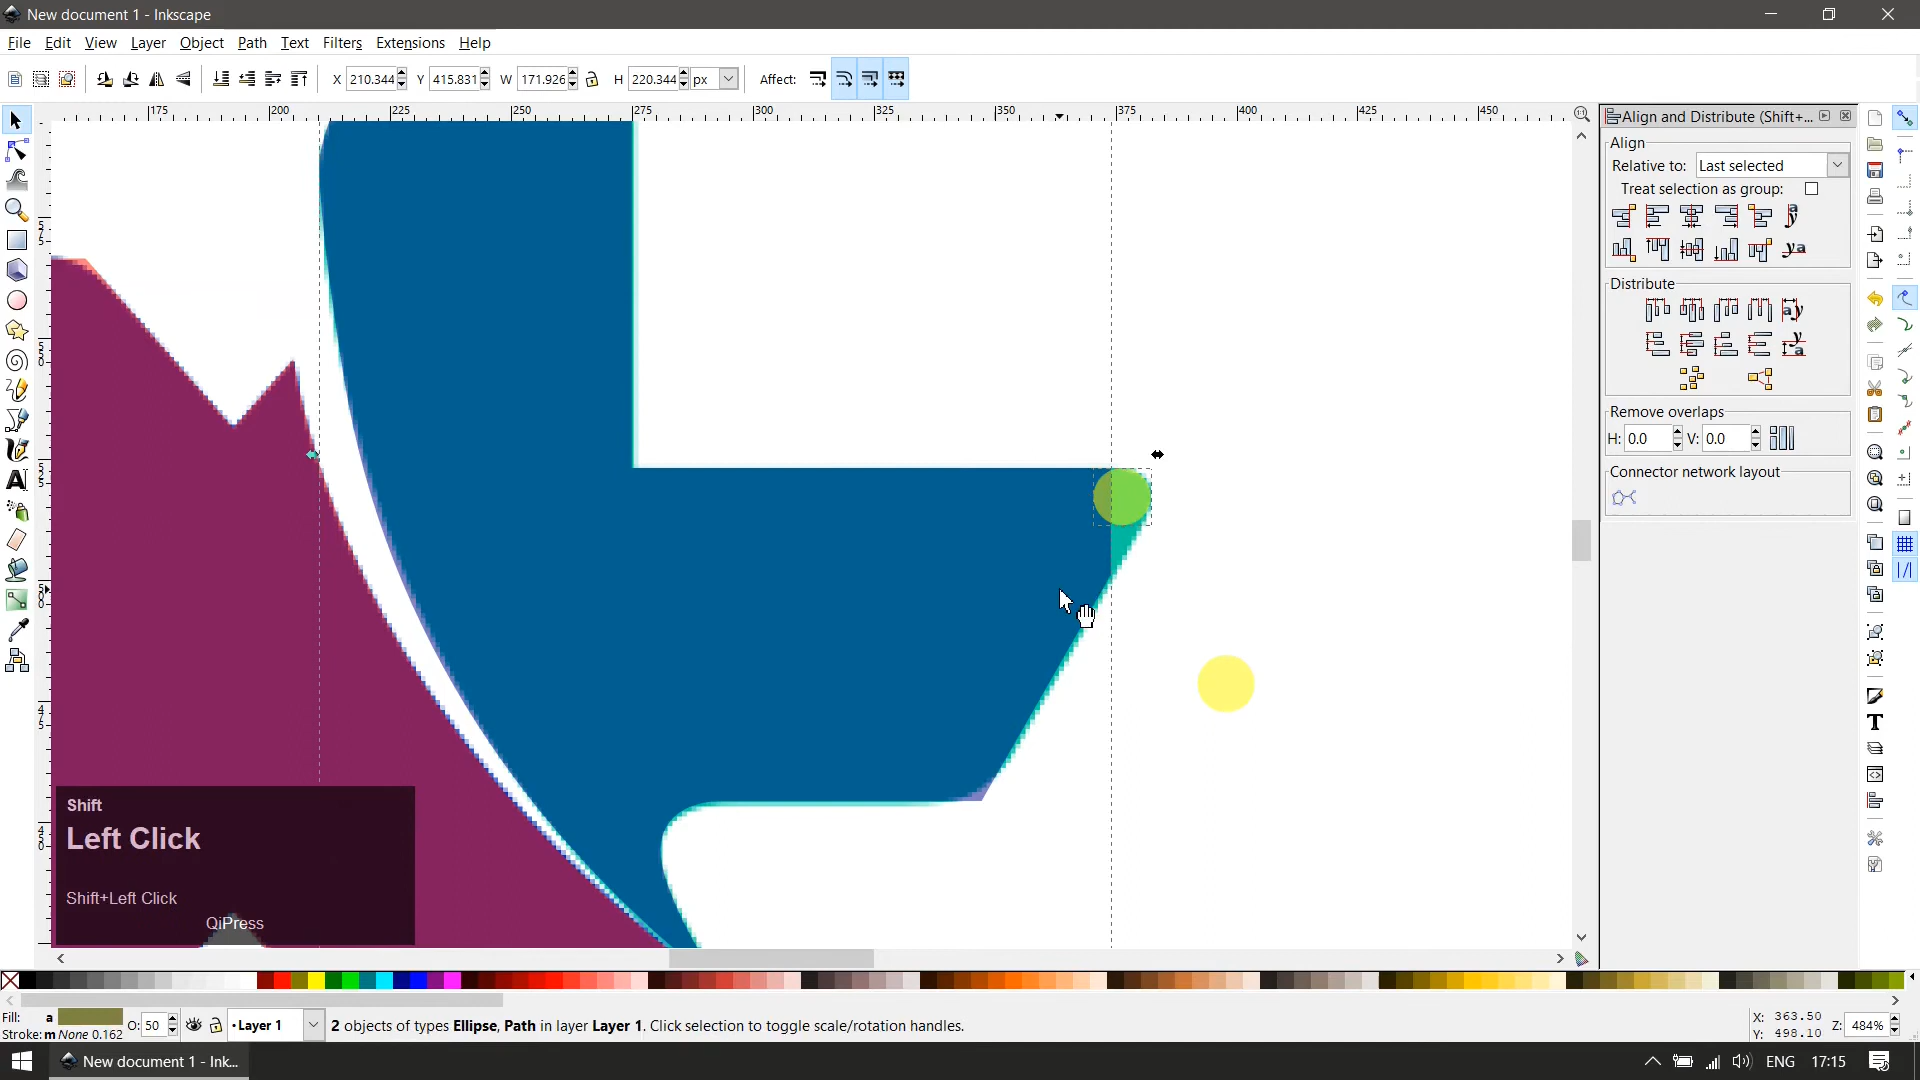 New document 1 - Inkscape
File Edit View Layer Object Path Text Filters Extensions Help
X 210.344 Y 415.831 W 171.926 H 220.344 px Affect:
175 200 225 250 275 300 325 350 375 400 425 450
Align and Distribute (Shift+...
Align
Relative to: Last selected
Treat selection as group:
Distribute
Remove overlaps
H: 0.0 V: 0.0
Connector network layout
Shift
Left Click
Shift+Left Click
QiPress
Fill: a
Stroke: m None 0.162
O: 50
•Layer 1
2 objects of types Ellipse, Path in layer Layer 1. Click selection to toggle scale/rotation handles.
X: 363.50
Y: 498.10
Z: 484%
New document 1 - Ink...
ENG 17:15